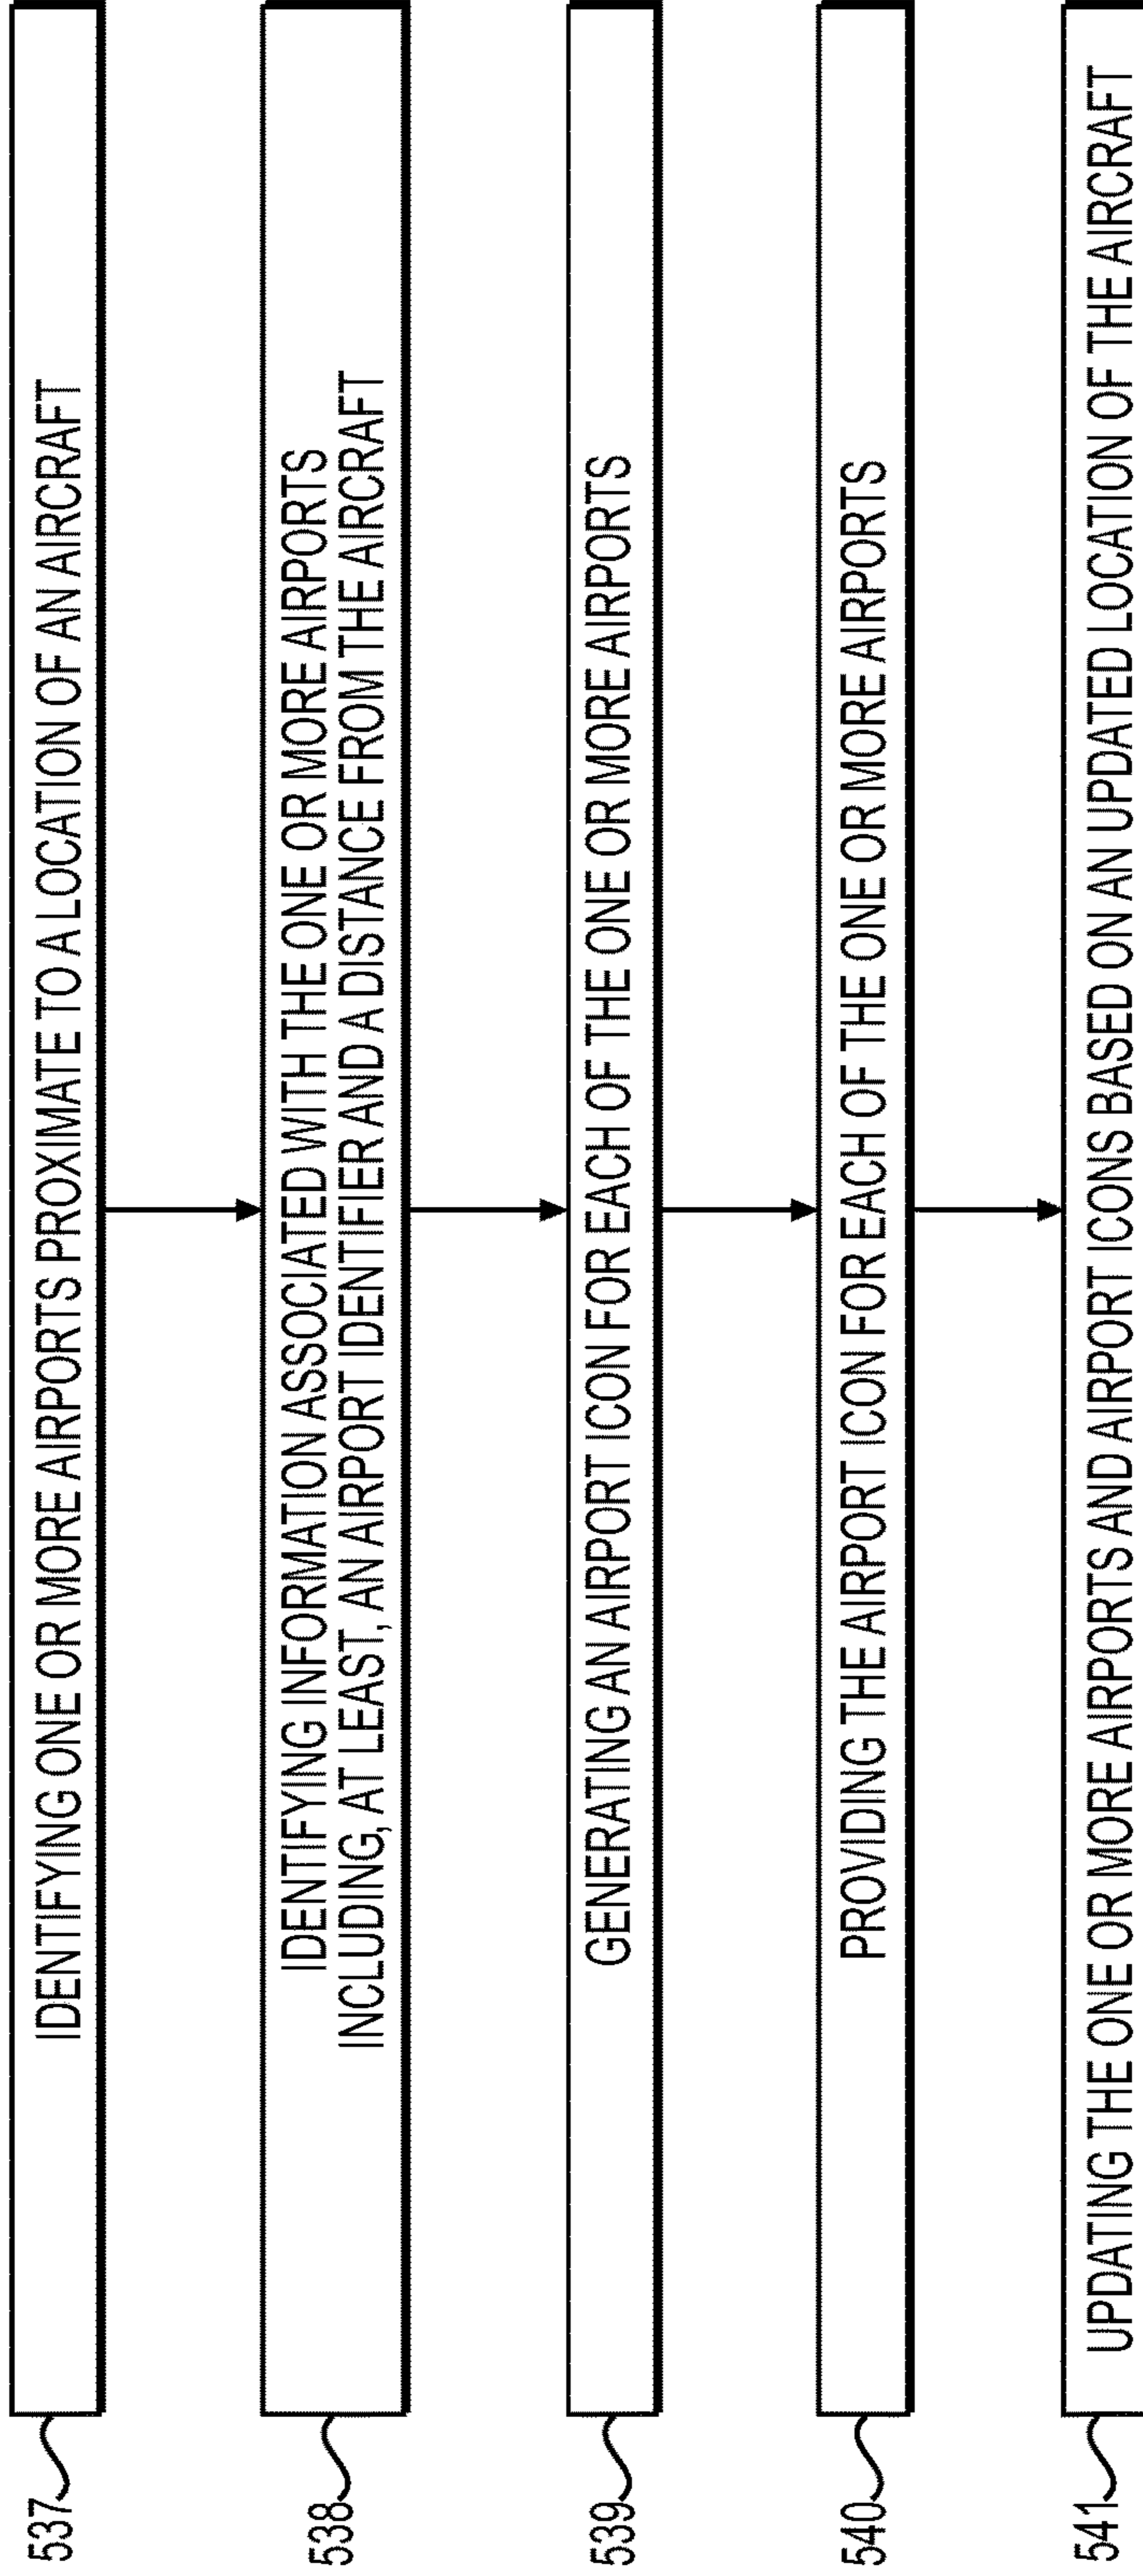 537
IDENTIFYING ONE OR MORE AIRPORTS PROXIMATE TO A LOCATION OF AN AIRCRAFT
538
IDENTIFYING INFORMATION ASSOCIATED WITH THE ONE OR MORE AIRPORTS
INCLUDING, AT LEAST, AN AIRPORT IDENTIFIER AND A DISTANCE FROM THE AIRCRAFT
539
GENERATING AN AIRPORT ICON FOR EACH OF THE ONE OR MORE AIRPORTS
540
PROVIDING THE AIRPORT ICON FOR EACH OF THE ONE OR MORE AIRPORTS
541
UPDATING THE ONE OR MORE AIRPORTS AND AIRPORT ICONS BASED ON AN UPDATED LOCATION OF THE AIRCRAFT